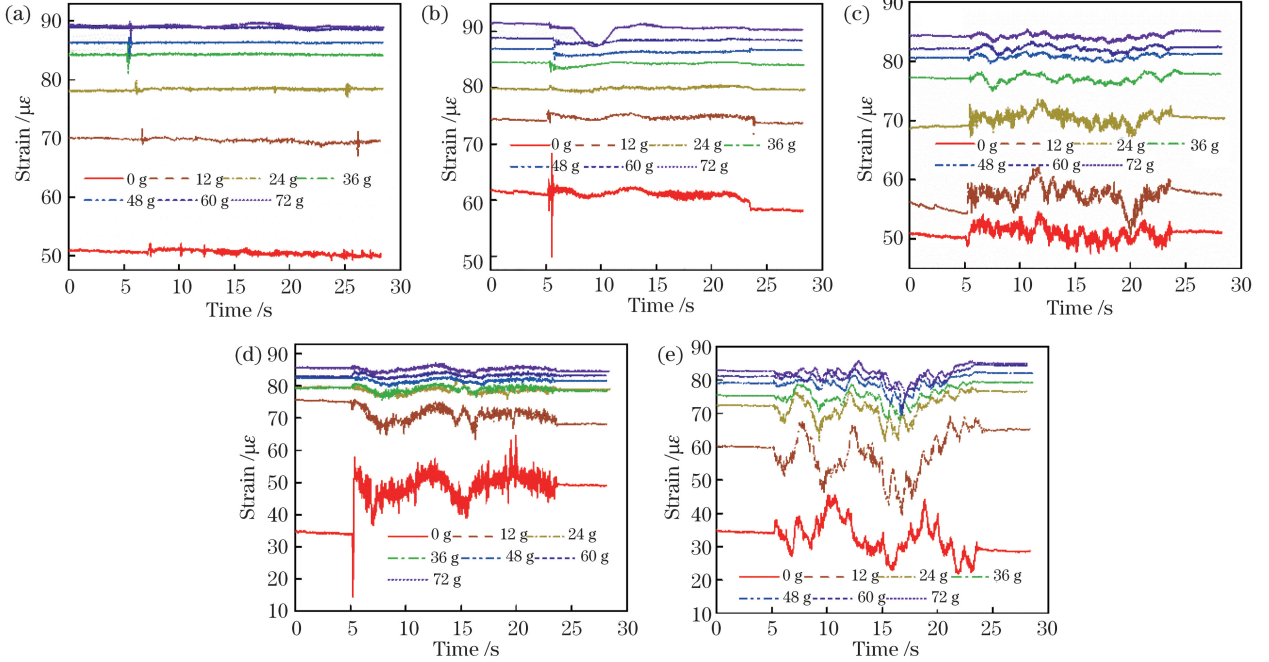 (a)
Strain /με
90
80
70
60
50
0 g 12 g 24 g 36 g
48 g 60 g 72 g
0 5 10 15 20 25 30
Time /s
(b)
Strain /με
90
80
70
60
50
0 g 12 g 24 g 36 g
48 g 60 g 72 g
0 5 10 15 20 25 30
Time /s
(c)
Strain /με
90
80
70
60
50
0 g 12 g 24 g 36 g
48 g 60 g 72 g
0 5 10 15 20 25 30
Time /s
(d)
Strain /με
90
80
70
60
50
40
30
20
10
0 g 12 g 24 g
36 g 48 g 60 g
72 g
0 5 10 15 20 25 30
Time /s
(e)
Strain /με
90
80
70
60
50
40
30
20
10
0 g 12 g 24 g 36 g
48 g 60 g 72 g
0 5 10 15 20 25 30
Time /s